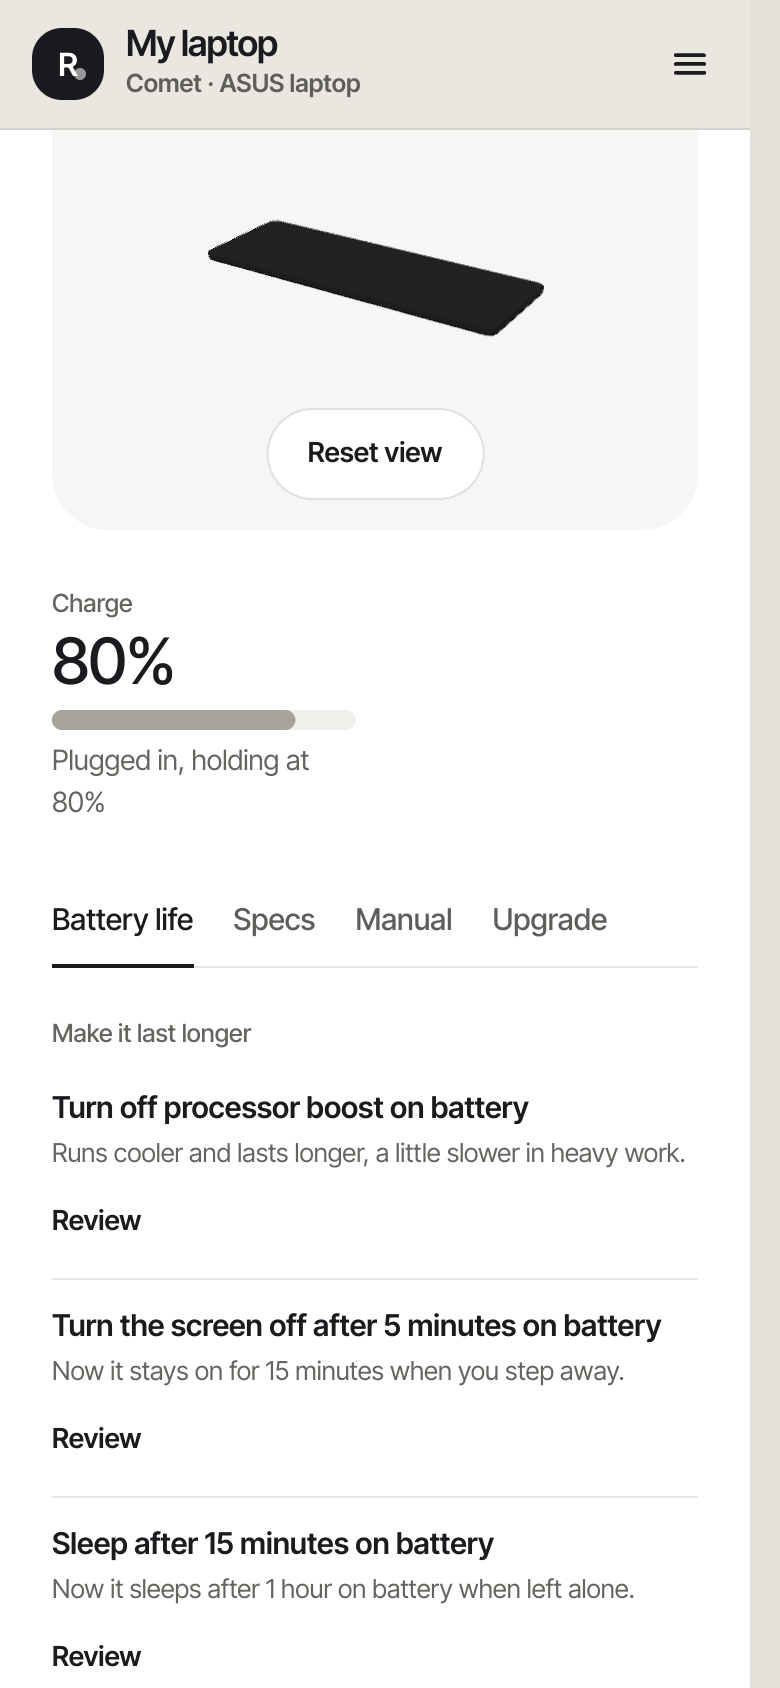 R
My laptop
Comet · ASUS laptop
Reset view
Charge
80%
Plugged in, holding at
80%
Battery life Specs Manual Upgrade
Make it last longer
Turn off processor boost on battery
Runs cooler and lasts longer, a little slower in heavy work.
Review
Turn the screen off after 5 minutes on battery
Now it stays on for 15 minutes when you step away.
Review
Sleep after 15 minutes on battery
Now it sleeps after 1 hour on battery when left alone.
Review